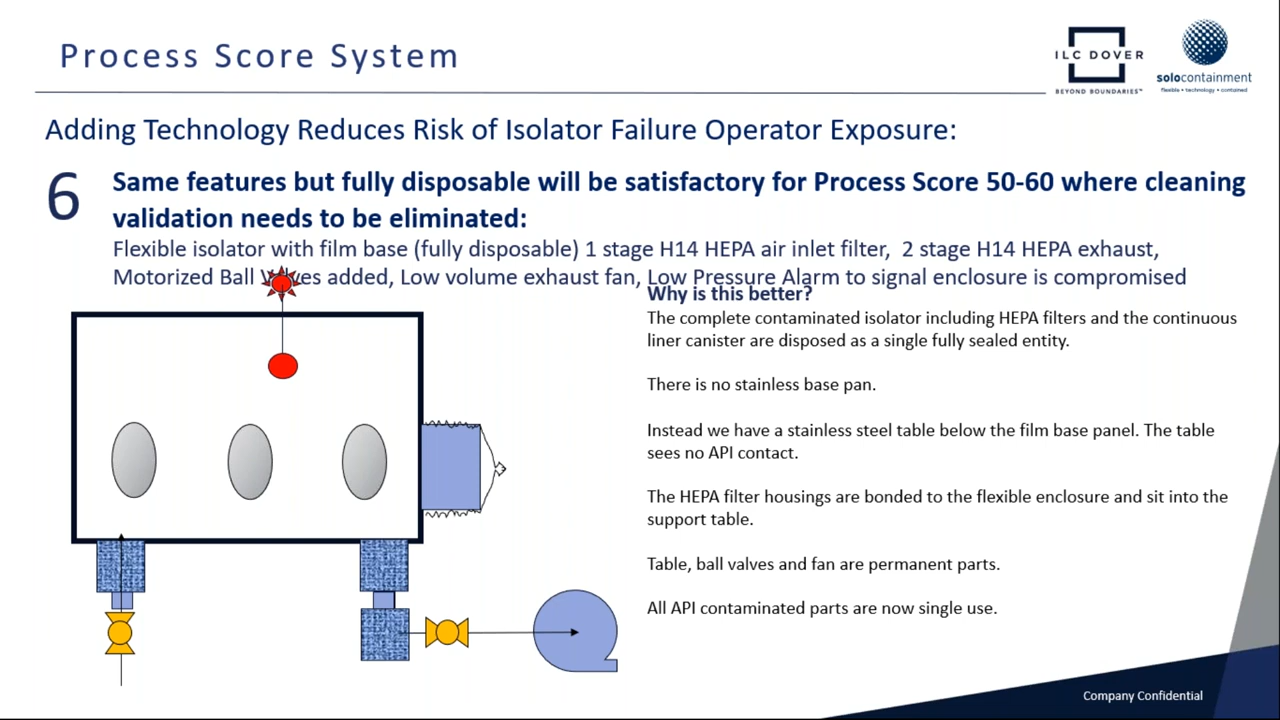 Process Score System
ILC DOVER
BEYOND BOUNDARIES™
solocontainment
flexible • technology • contained
Adding Technology Reduces Risk of Isolator Failure Operator Exposure:
6
Same features but fully disposable will be satisfactory for Process Score 50-60 where cleaning
validation needs to be eliminated:
Flexible isolator with film base (fully disposable) 1 stage H14 HEPA air inlet filter, 2 stage H14 HEPA exhaust,
Motorized Ball Valves added, Low volume exhaust fan, Low Pressure Alarm to signal enclosure is compromised
Why is this better?
The complete contaminated isolator including HEPA filters and the continuous
liner canister are disposed as a single fully sealed entity.
There is no stainless base pan.
Instead we have a stainless steel table below the film base panel. The table
sees no API contact.
The HEPA filter housings are bonded to the flexible enclosure and sit into the
support table.
Table, ball valves and fan are permanent parts.
All API contaminated parts are now single use.
Company Confidential